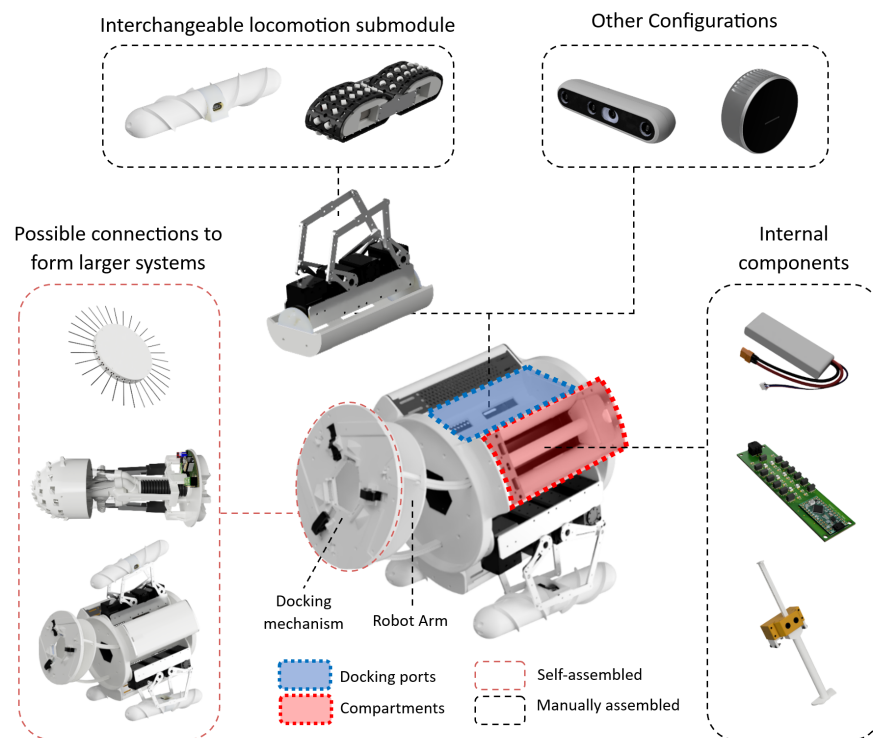 Interchangeable locomotion submodule
Other Configurations
Possible connections to
form larger systems
Internal
components
Docking
mechanism
Robot Arm
Docking ports
Compartments
Self-assembled
Manually assembled